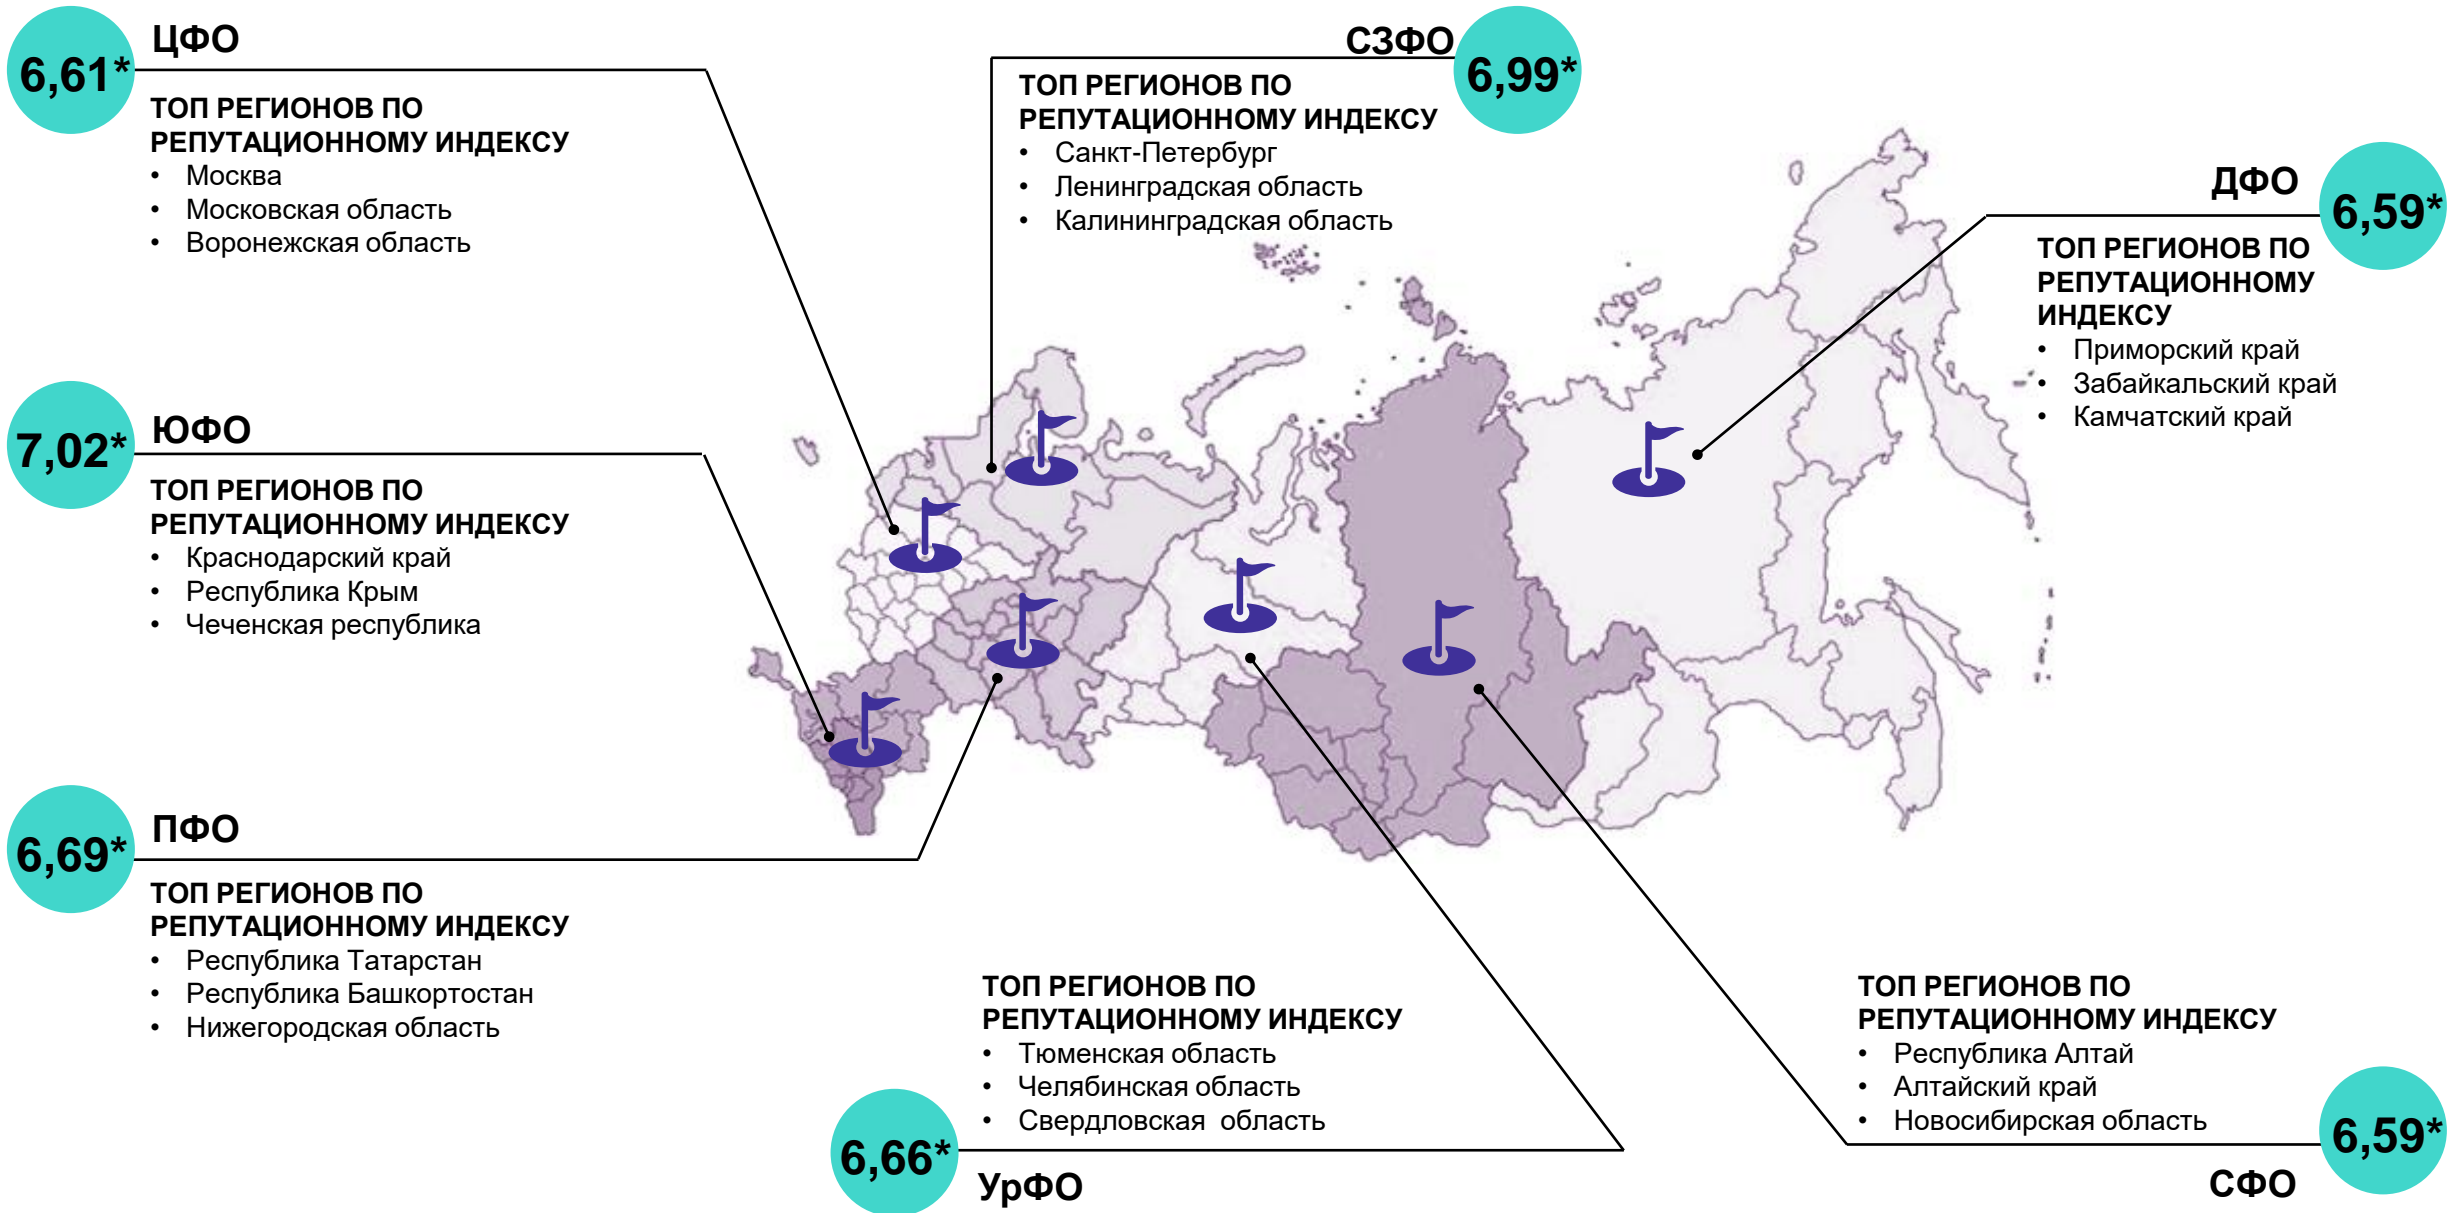 ЦФО
6,61*
ТОП РЕГИОНОВ ПО
РЕПУТАЦИОННОМУ ИНДЕКСУ
• Москва
• Московская область
• Воронежская область
СЗФО
6,99*
ТОП РЕГИОНОВ ПО
РЕПУТАЦИОННОМУ ИНДЕКСУ
• Санкт-Петербург
• Ленинградская область
• Калининградская область
ДФО
6,59*
ТОП РЕГИОНОВ ПО
РЕПУТАЦИОННОМУ
ИНДЕКСУ
• Приморский край
• Забайкальский край
• Камчатский край
ЮФО
7,02*
ТОП РЕГИОНОВ ПО
РЕПУТАЦИОННОМУ ИНДЕКСУ
• Краснодарский край
• Республика Крым
• Чеченская республика
ПФО
6,69*
ТОП РЕГИОНОВ ПО
РЕПУТАЦИОННОМУ ИНДЕКСУ
• Республика Татарстан
• Республика Башкортостан
• Нижегородская область
ТОП РЕГИОНОВ ПО
РЕПУТАЦИОННОМУ ИНДЕКСУ
• Тюменская область
• Челябинская область
• Свердловская  область
6,66*
УрФО
ТОП РЕГИОНОВ ПО
РЕПУТАЦИОННОМУ ИНДЕКСУ
• Республика Алтай
• Алтайский край
• Новосибирская область
6,59*
СФО